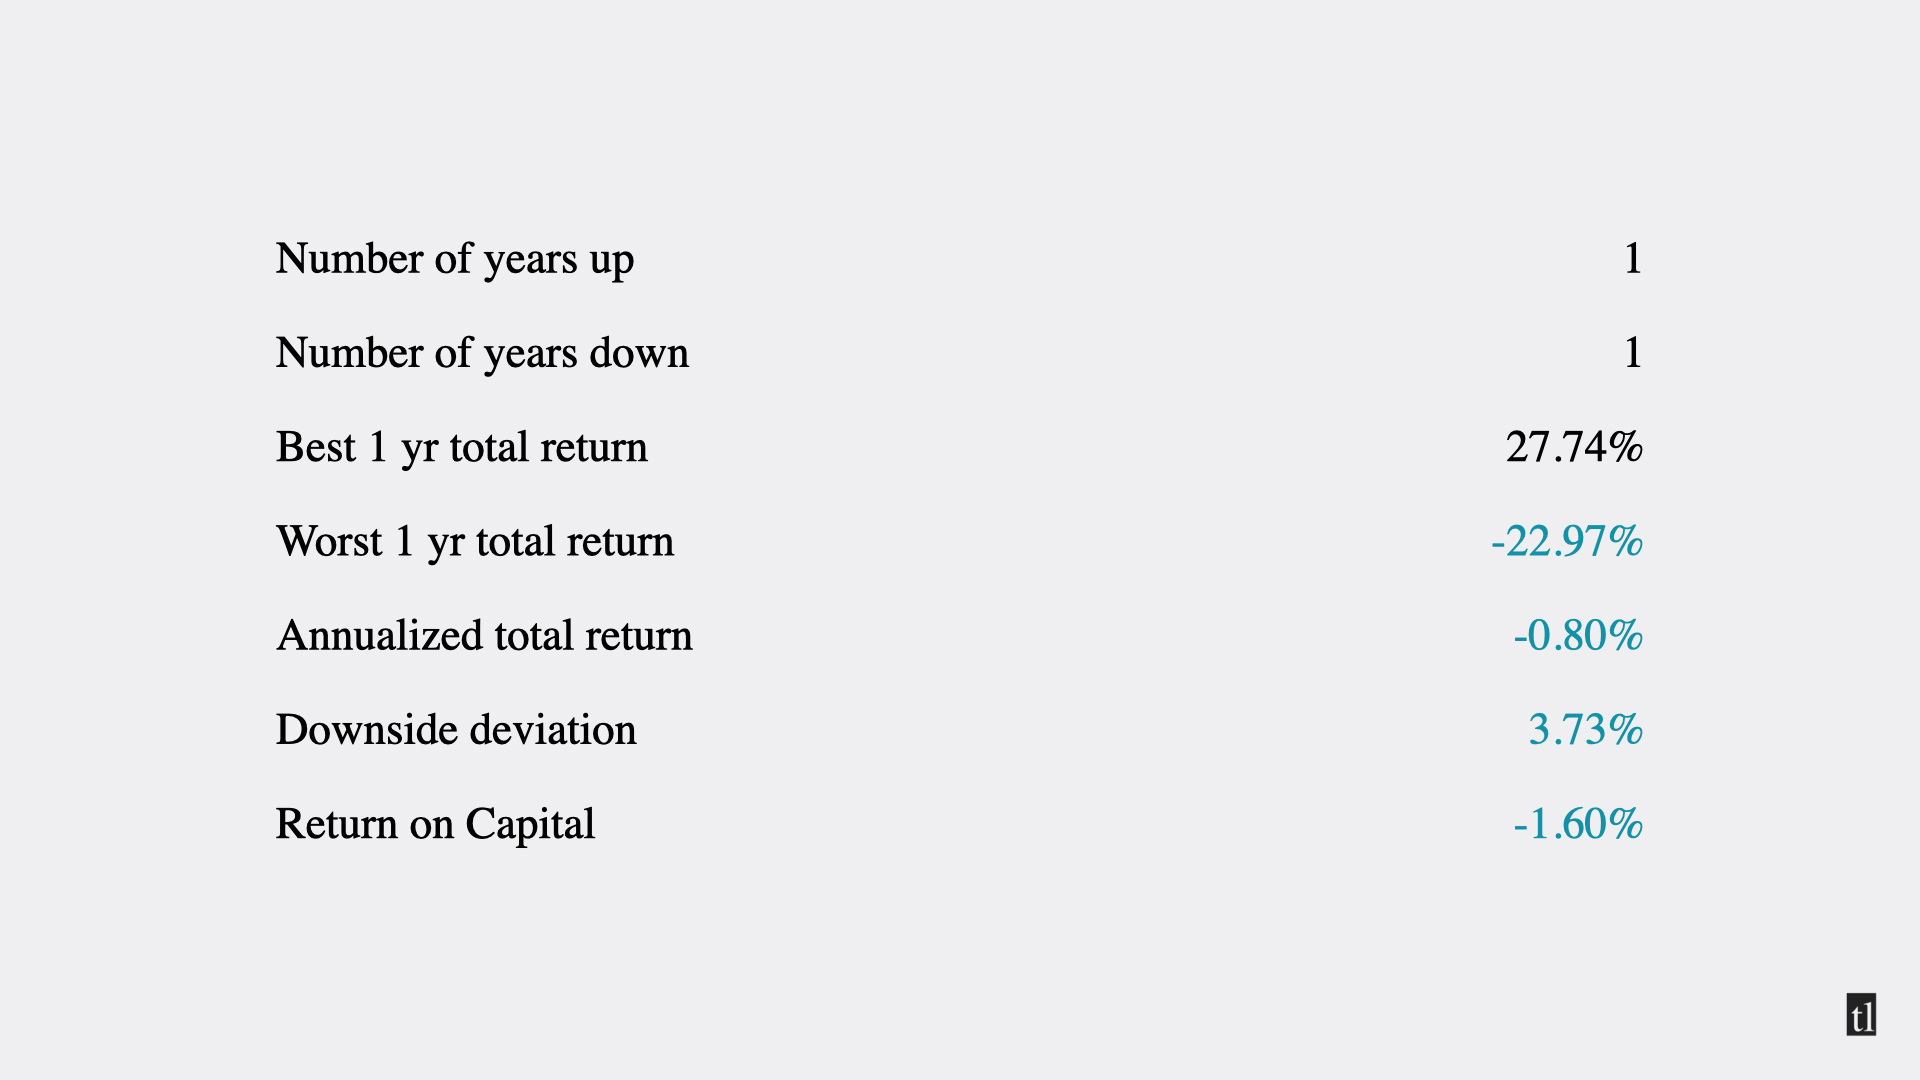 Number of years up 1
Number of years down 1
Best 1 yr total return 27.74%
Worst 1 yr total return -22.97%
Annualized total return -0.80%
Downside deviation 3.73%
Return on Capital -1.60%
tl